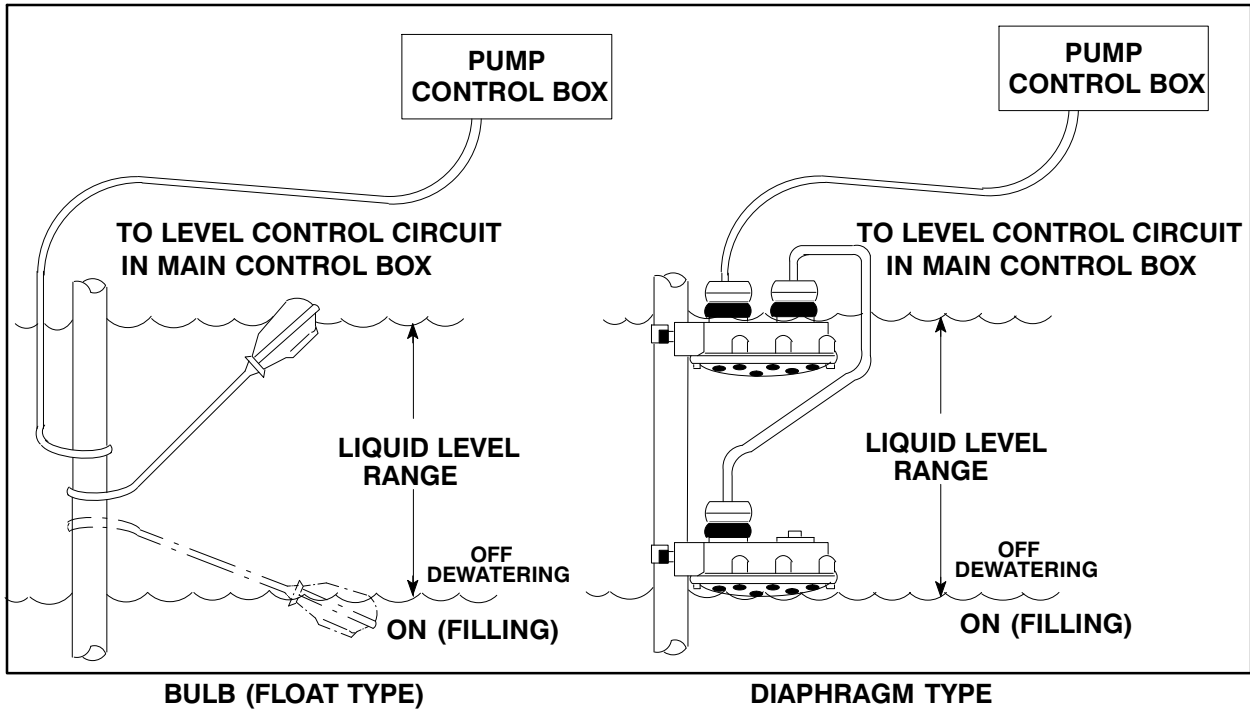 PUMP
CONTROL BOX
TO LEVEL CONTROL CIRCUIT
IN MAIN CONTROL BOX
LIQUID LEVEL
RANGE
OFF
DEWATERING
ON (FILLING)
BULB (FLOAT TYPE)
PUMP
CONTROL BOX
TO LEVEL CONTROL CIRCUIT
IN MAIN CONTROL BOX
LIQUID LEVEL
RANGE
OFF
DEWATERING
ON (FILLING)
DIAPHRAGM TYPE